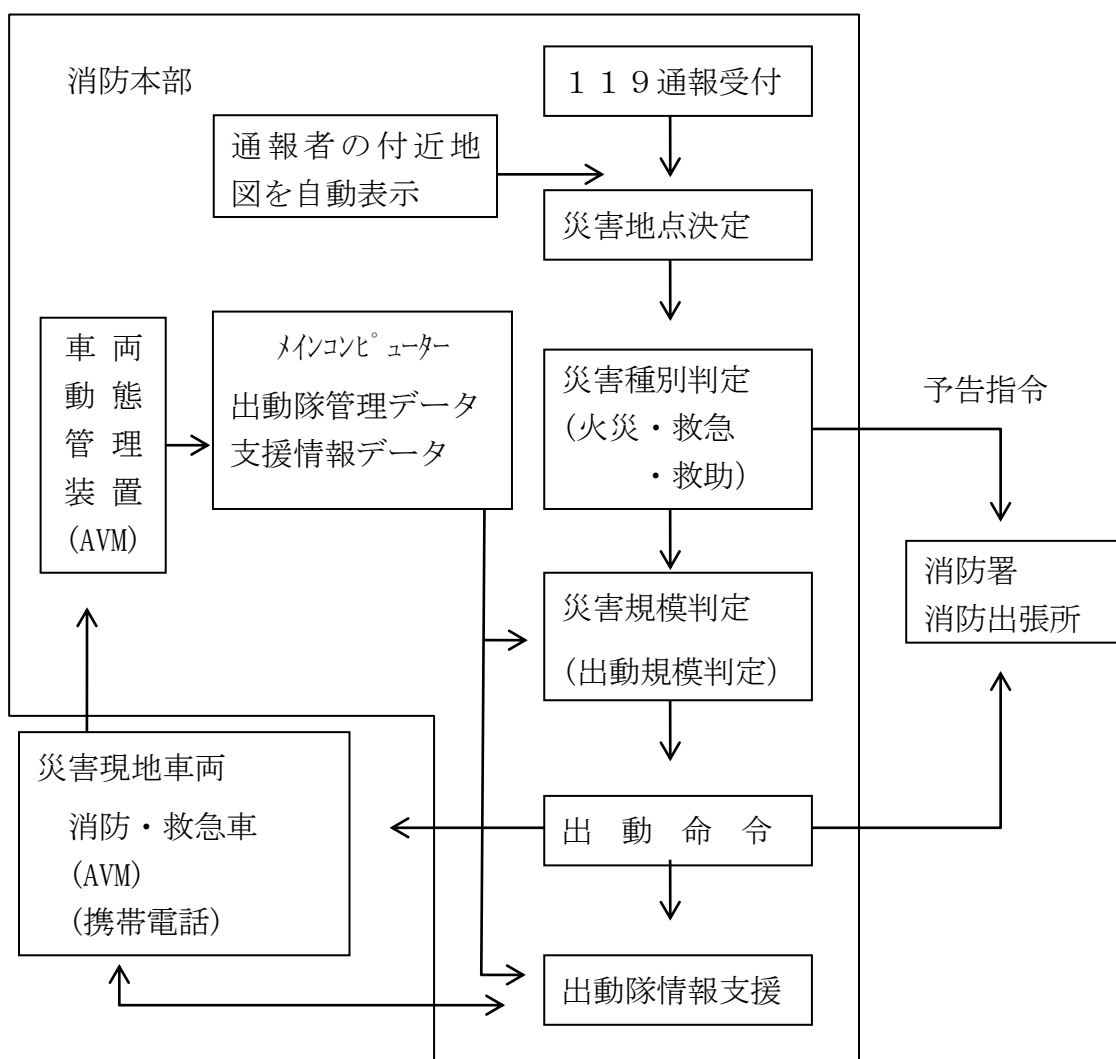 消防本部
１１９通報受付
通報者の付近地
図を自動表示
災害地点決定
車両
動態
管理
装置
(AVM)
ﾒｲﾝｺﾝﾋﾟｭｰﾀｰ
出動隊管理データ
支援情報データ
災害種別判定
(火災・救急
・救助)
予告指令
消防署
消防出張所
災害規模判定
(出動規模判定)
災害現地車両
消防・救急車
(AVM)
(携帯電話)
出動命令
出動隊情報支援